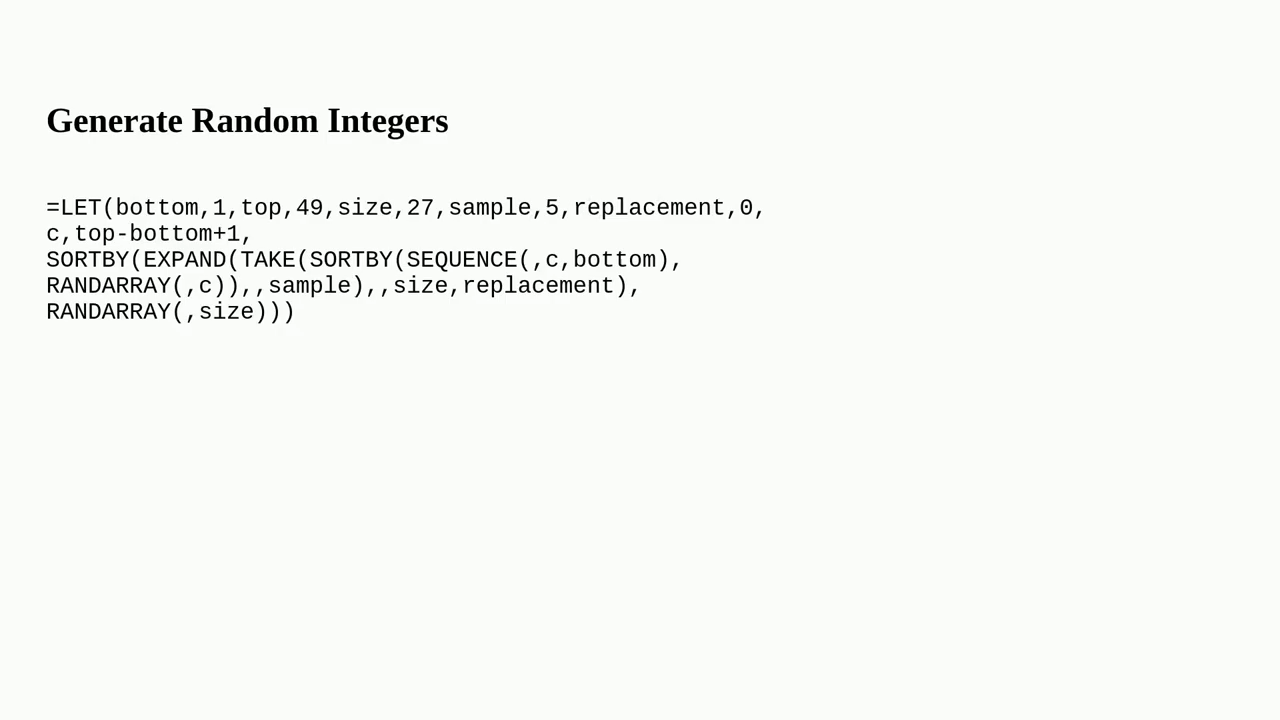 Generate Random Integers
=LET(bottom,1,top,49,size,27,sample,5,replacement,0,
c,top-bottom+1,
SORTBY(EXPAND(TAKE(SORTBY(SEQUENCE(,c,bottom),
RANDARRAY(,c)),,sample),,size,replacement),
RANDARRAY(,size)))